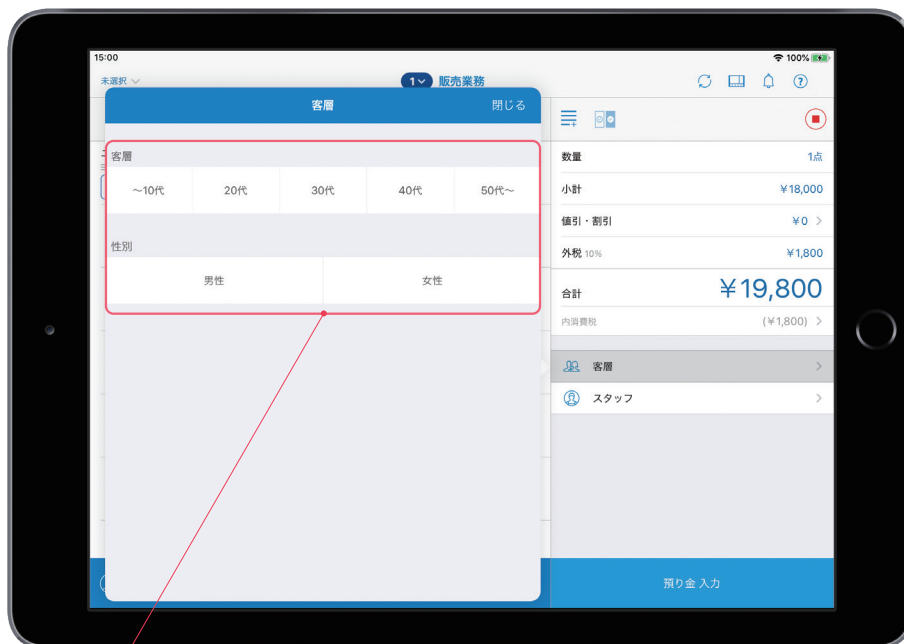 15:00
100%
未選択
1 販売業務
客層 閉じる
客層
〜10代 20代 30代 40代 50代〜
性別
男性 女性
数量 1点
小計 ¥18,000
値引・割引 ¥0
外税 10% ¥1,800
合計 ¥19,800
内消費税 (¥1,800)
客層
スタッフ
預り金 入力